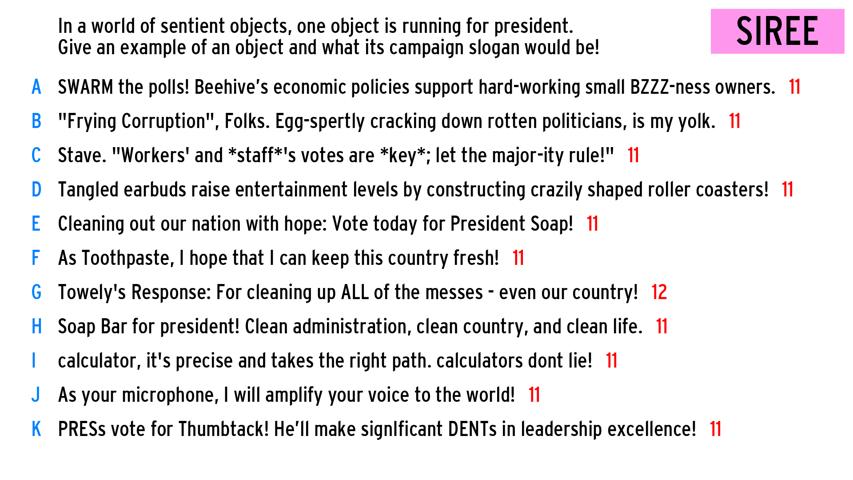 In a world of sentient objects, one object is running for president.
Give an example of an object and what its campaign slogan would be!
SIREE
A SWARM the polls! Beehive's economic policies support hard-working small BZZZ-ness owners. 11
B "Frying Corruption", Folks. Egg-spertly cracking down rotten politicians, is my yolk. 11
C Stave. "Workers' and *staff*'s votes are *key*; let the major-ity rule!" 11
D Tangled earbuds raise entertainment levels by constructing crazily shaped roller coasters! 11
E Cleaning out our nation with hope: Vote today for President Soap! 11
F As Toothpaste, I hope that I can keep this country fresh! 11
G Towely's Response: For cleaning up ALL of the messes - even our country! 12
H Soap Bar for president! Clean administration, clean country, and clean life. 11
I calculator, it's precise and takes the right path. calculators dont lie! 11
J As your microphone, I will amplify your voice to the world! 11
K PRESs vote for Thumbtack! He'll make signIficant DENTs in leadership excellence! 11